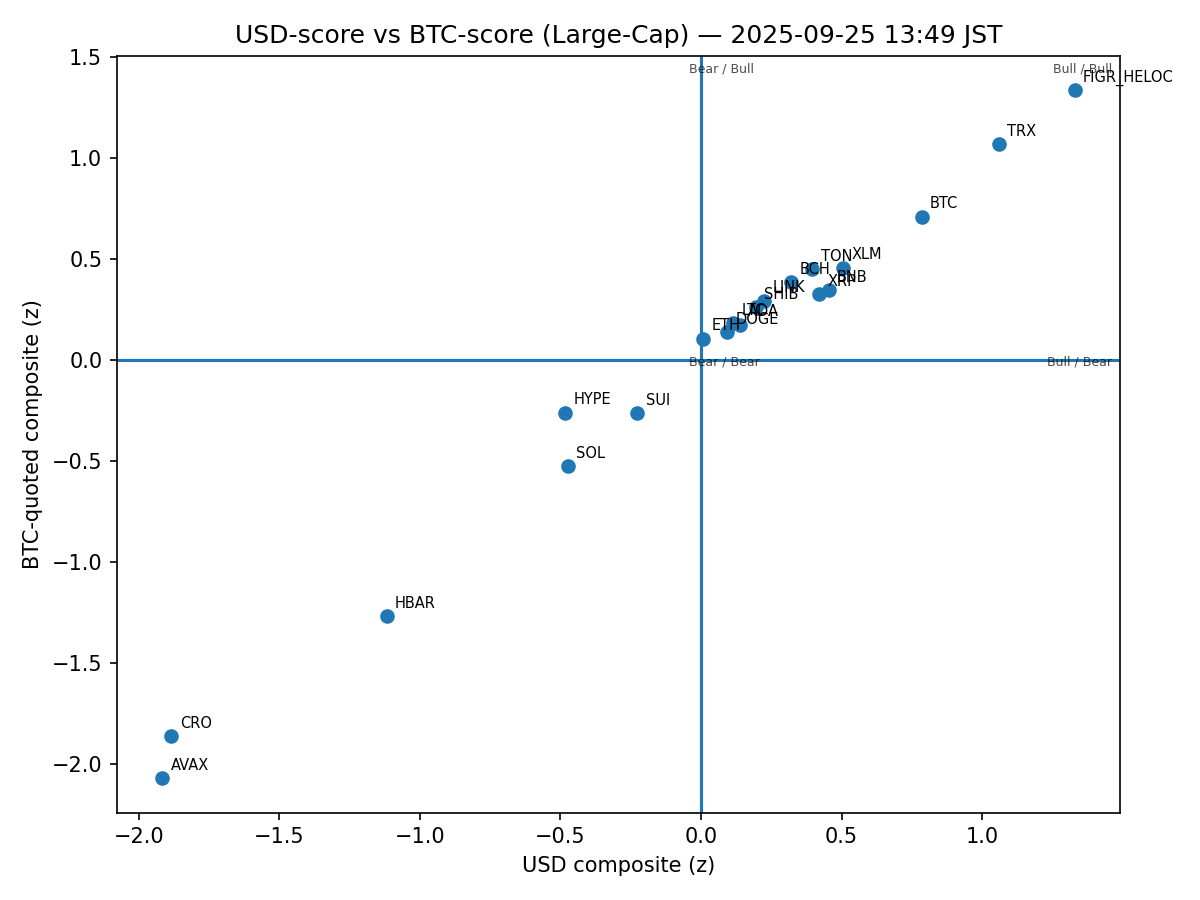 USD-score vs BTC-score (Large-Cap) — 2025-09-25 13:49 JST
1.5
Bear / Bull
Bull / Bull
FIGR_HELOC
TRX
1.0
BTC
0.5
TON
XLM
BCH
BNB
XRP
LINK
SHIB
LTC
ADA
DOGE
ETH
0.0
Bear / Bear
Bull / Bear
HYPE
SUI
SOL
−0.5
−1.0
HBAR
−1.5
CRO
AVAX
−2.0
−2.0
−1.5
−1.0
−0.5
0.0
0.5
1.0
USD composite (z)
BTC-quoted composite (z)